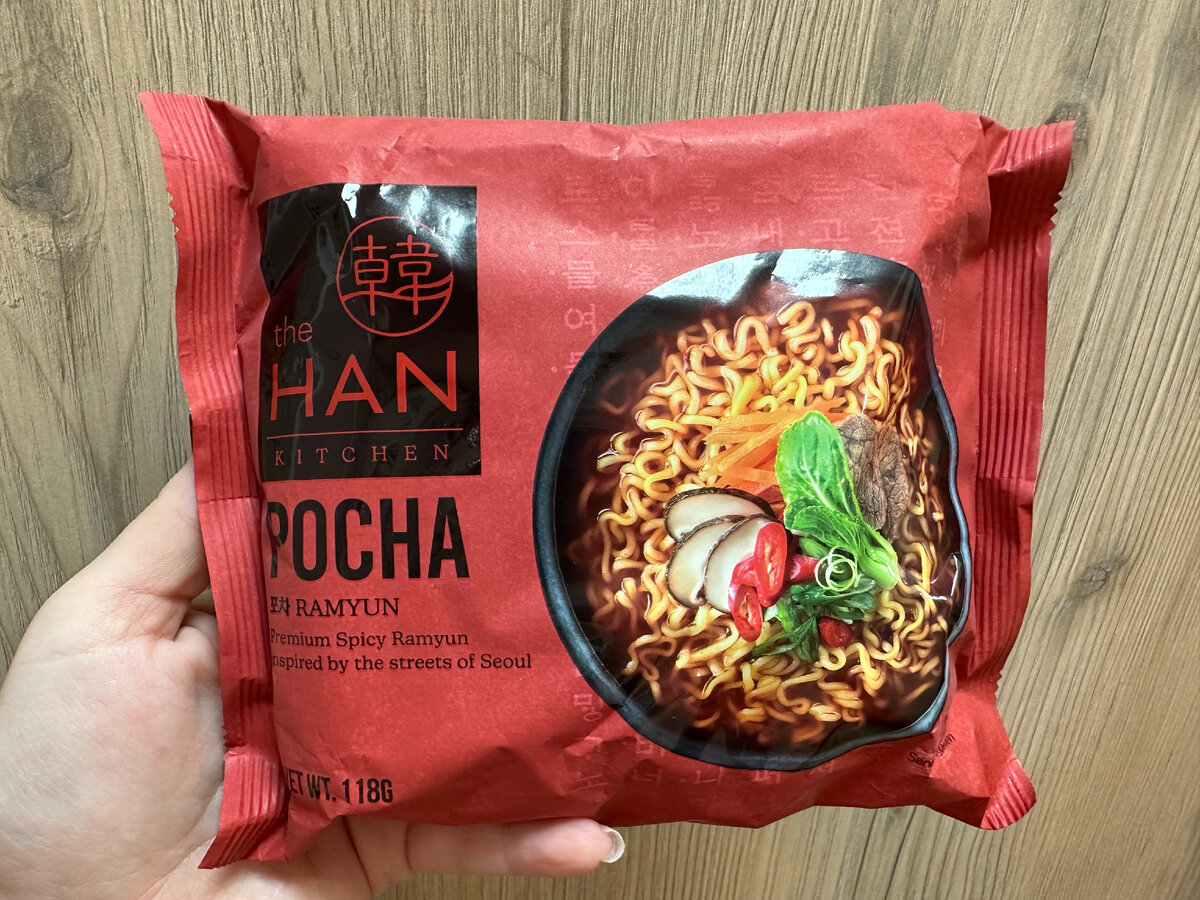 韓
the
HAN
KITCHEN
POCHA
포차 RAMYUN
Premium Spicy Ramyun
Inspired by the streets of Seoul
NET WT. 118G